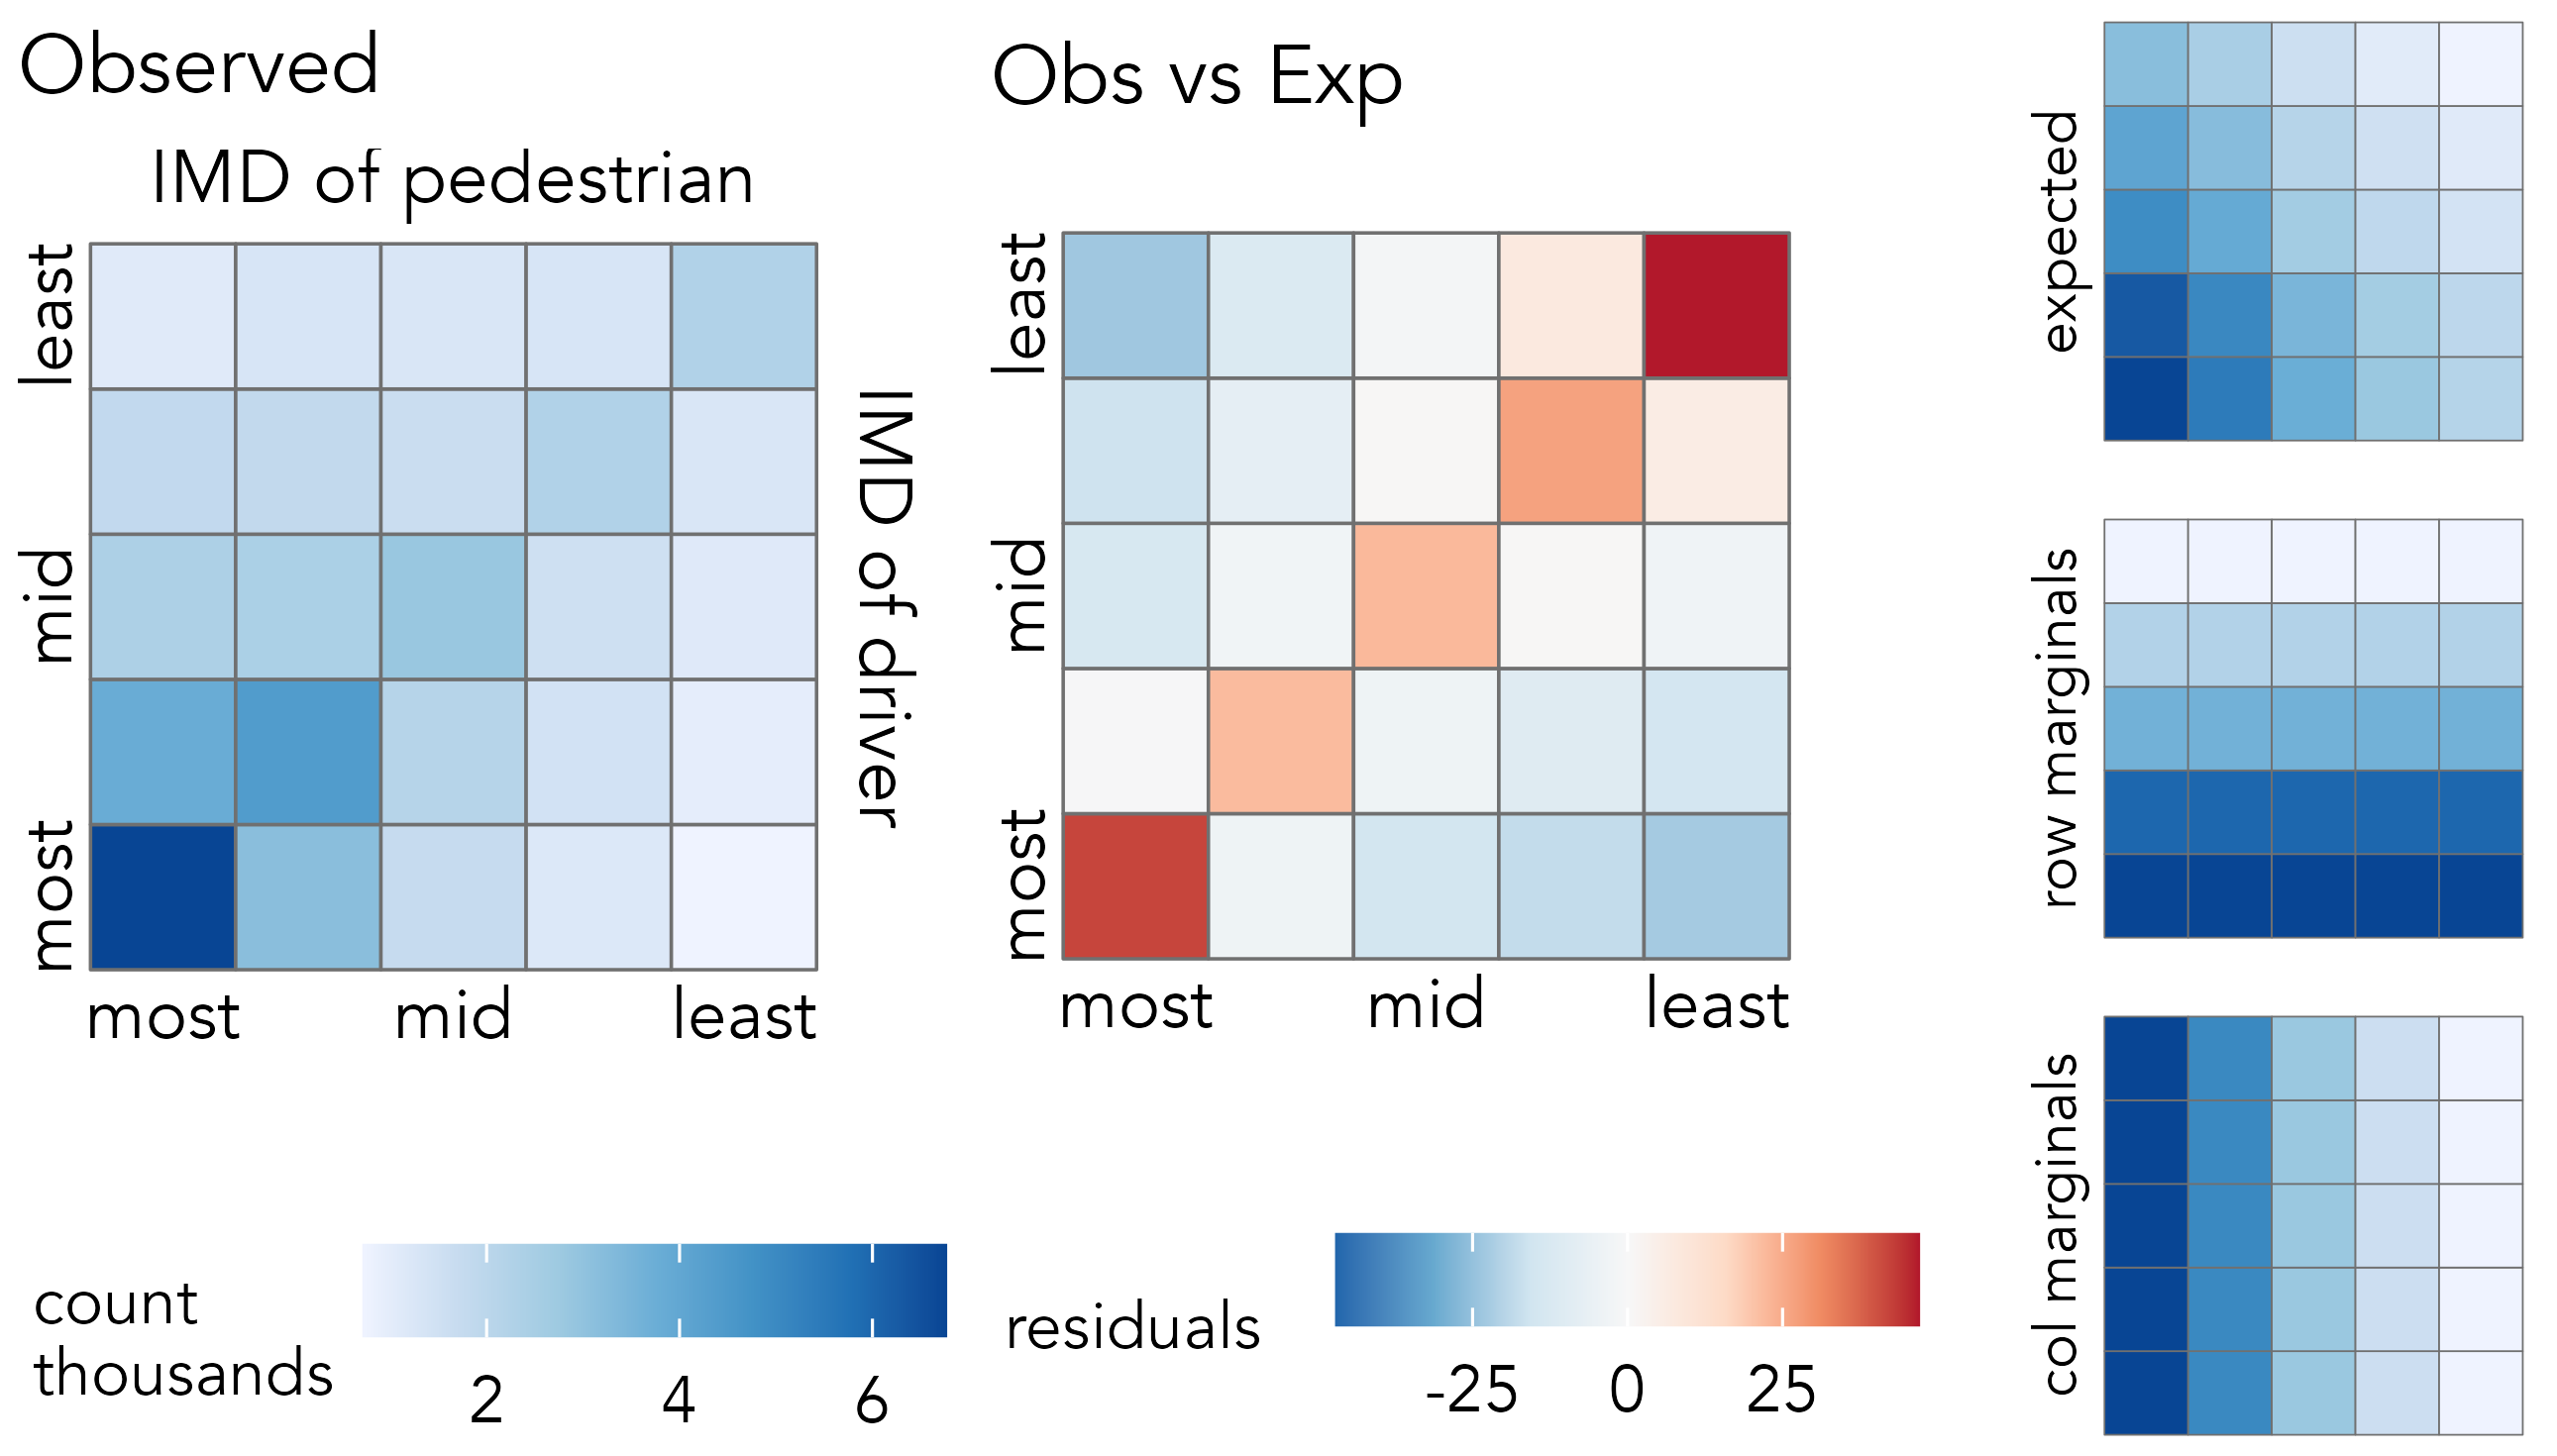 Observed
IMD of pedestrian
least
mid
most
IMD of driver
most mid least
count
thousands
2 4 6
Obs vs Exp
least
mid
most
most mid least
residuals
-25 0 25
expected
row marginals
col marginals